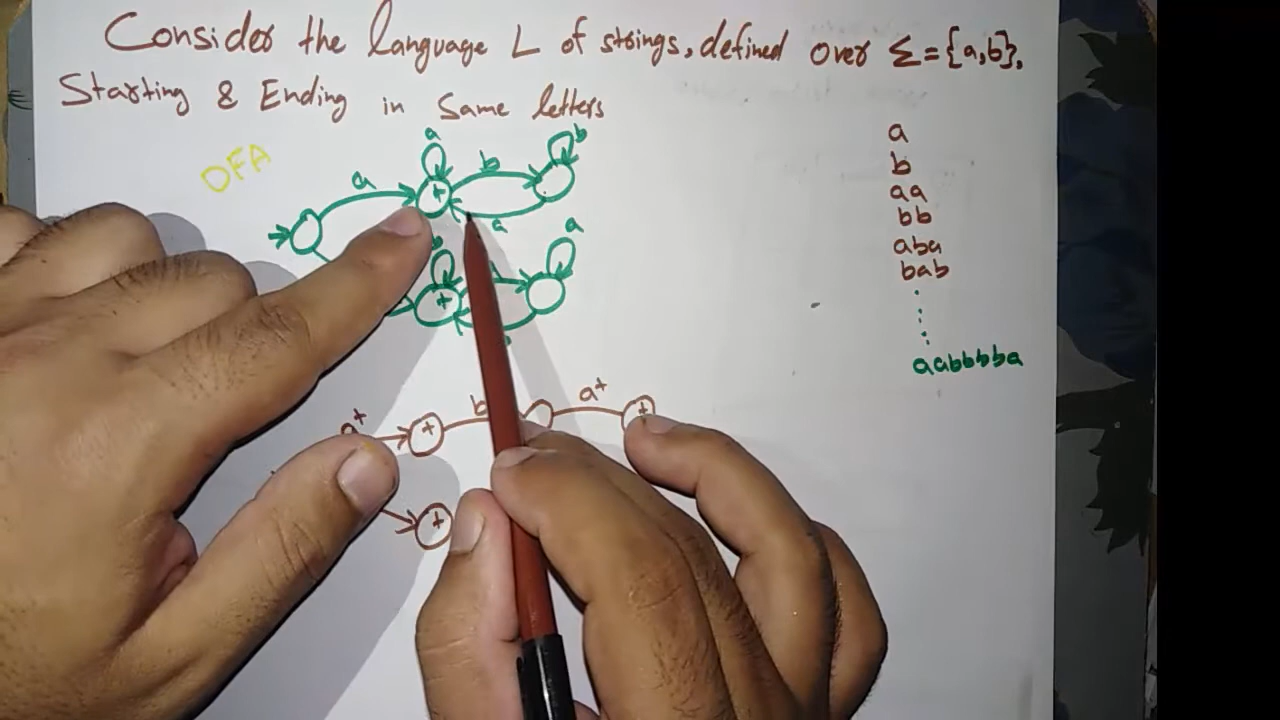 Consider the language L of strings, defined over Σ={a,b},
Starting & Ending in Same letters
DFA
a
a
b
b
a
+
b
a
+
a
b
aa
bb
aba
bab
aabbbba
a+
+
b
a+
+
+